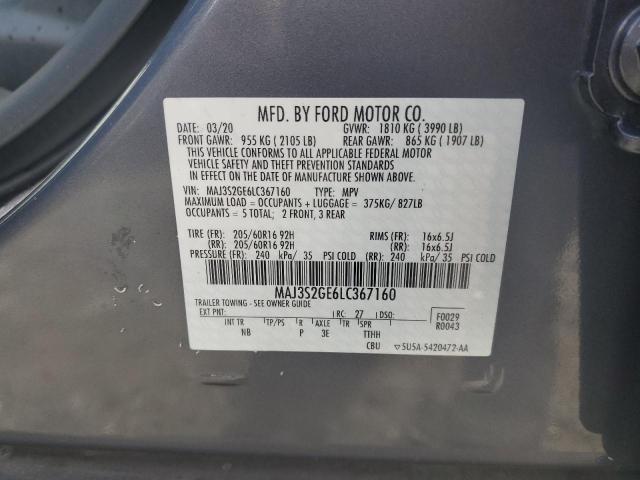 MFD. BY FORD MOTOR CO.
DATE: 03/20 GVWR: 1810 KG ( 3990 LB)
FRONT GAWR: 955 KG ( 2105 LB) REAR GAWR: 865 KG ( 1907 LB)
THIS VEHICLE CONFORMS TO ALL APPLICABLE FEDERAL MOTOR
VEHICLE SAFETY AND THEFT PREVENTION STANDARDS
IN EFFECT ON THE DATE OF MANUFACTURE SHOWN ABOVE.
VIN: MAJ3S2GE6LC367160 TYPE: MPV
MAXIMUM LOAD = OCCUPANTS + LUGGAGE = 375KG/ 827LB
OCCUPANTS = 5 TOTAL; 2 FRONT, 3 REAR
TIRE (FR): 205/60R16 92H RIMS (FR): 16x6.5J
(RR): 205/60R16 92H (RR): 16x6.5J
PRESSURE (FR): 240 kPa/ 35 PSI COLD (RR): 240 kPa/ 35 PSI COLD
MAJ3S2GE6LC367160
TRAILER TOWING - SEE OWNER GUIDE
EXT PNT: RC: 27 DSO: F0029
R0043
INT TR TP/PS R AXLE TR SPR
NB P 3E TTHH
CBU ▽SU5A-5420472-AA